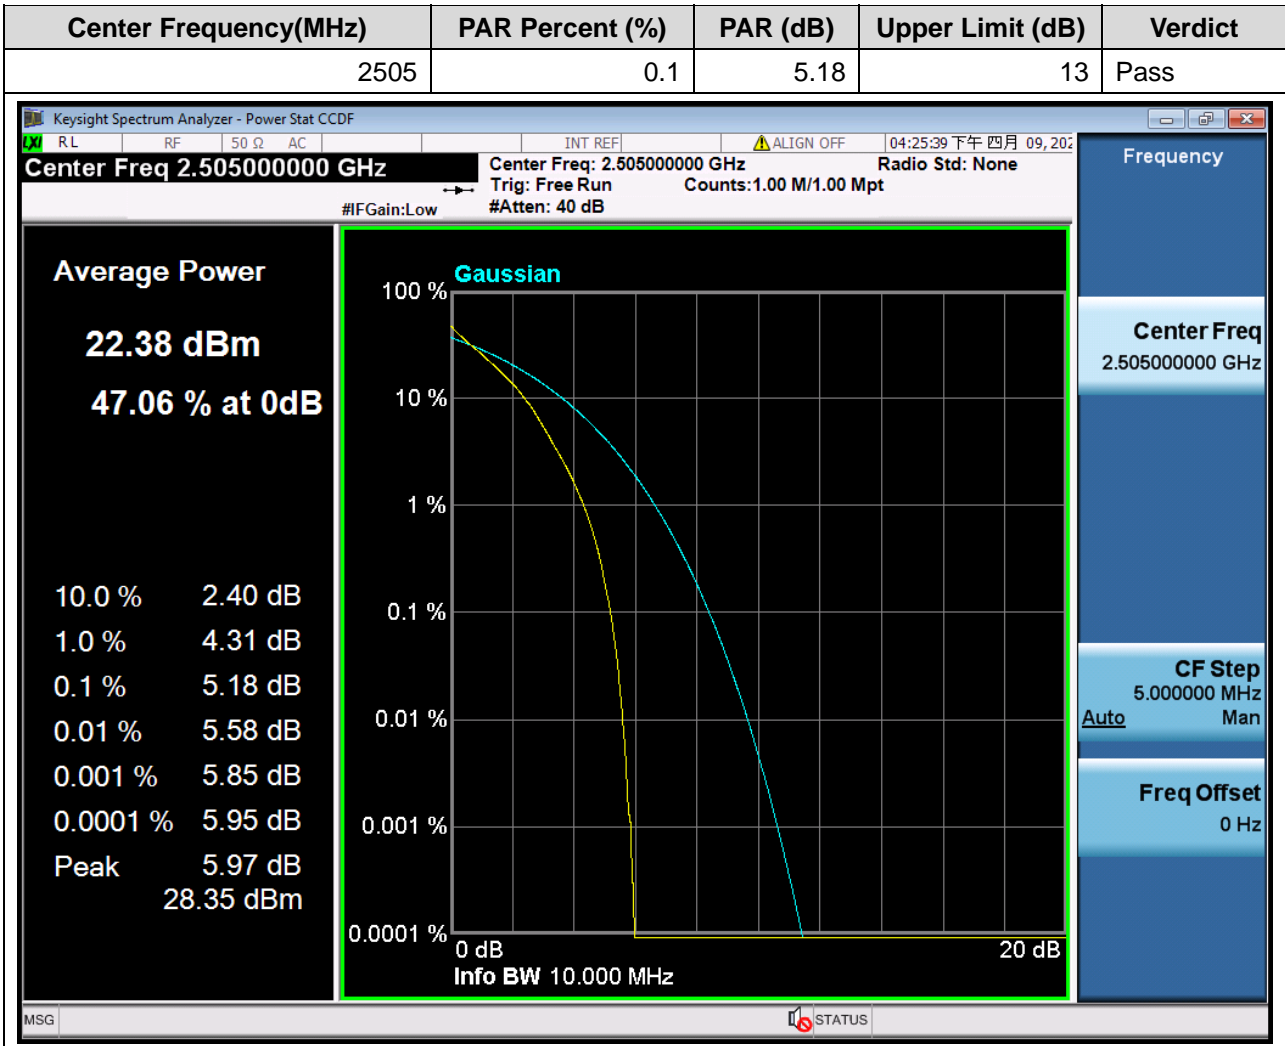 Center Frequency(MHz) PAR Percent (%) PAR (dB) Upper Limit (dB) Verdict
2505 0.1 5.18 13 Pass
Keysight Spectrum Analyzer - Power Stat CCDF
LXI RL RF 50 Ω AC INT REF ALIGN OFF 04:25:39 下午 四月 09, 202
Center Freq 2.505000000 GHz
Center Freq: 2.505000000 GHz Radio Std: None
Trig: Free Run Counts:1.00 M/1.00 Mpt
#IFGain:Low #Atten: 40 dB
Frequency
Average Power
22.38 dBm
47.06 % at 0dB
10.0 % 2.40 dB
1.0 % 4.31 dB
0.1 % 5.18 dB
0.01 % 5.58 dB
0.001 % 5.85 dB
0.0001 % 5.95 dB
Peak 5.97 dB
28.35 dBm
Gaussian
100 %
10 %
1 %
0.1 %
0.01 %
0.001 %
0.0001 %
0 dB 20 dB
Info BW 10.000 MHz
Center Freq
2.505000000 GHz
CF Step
5.000000 MHz
Auto Man
Freq Offset
0 Hz
MSG STATUS